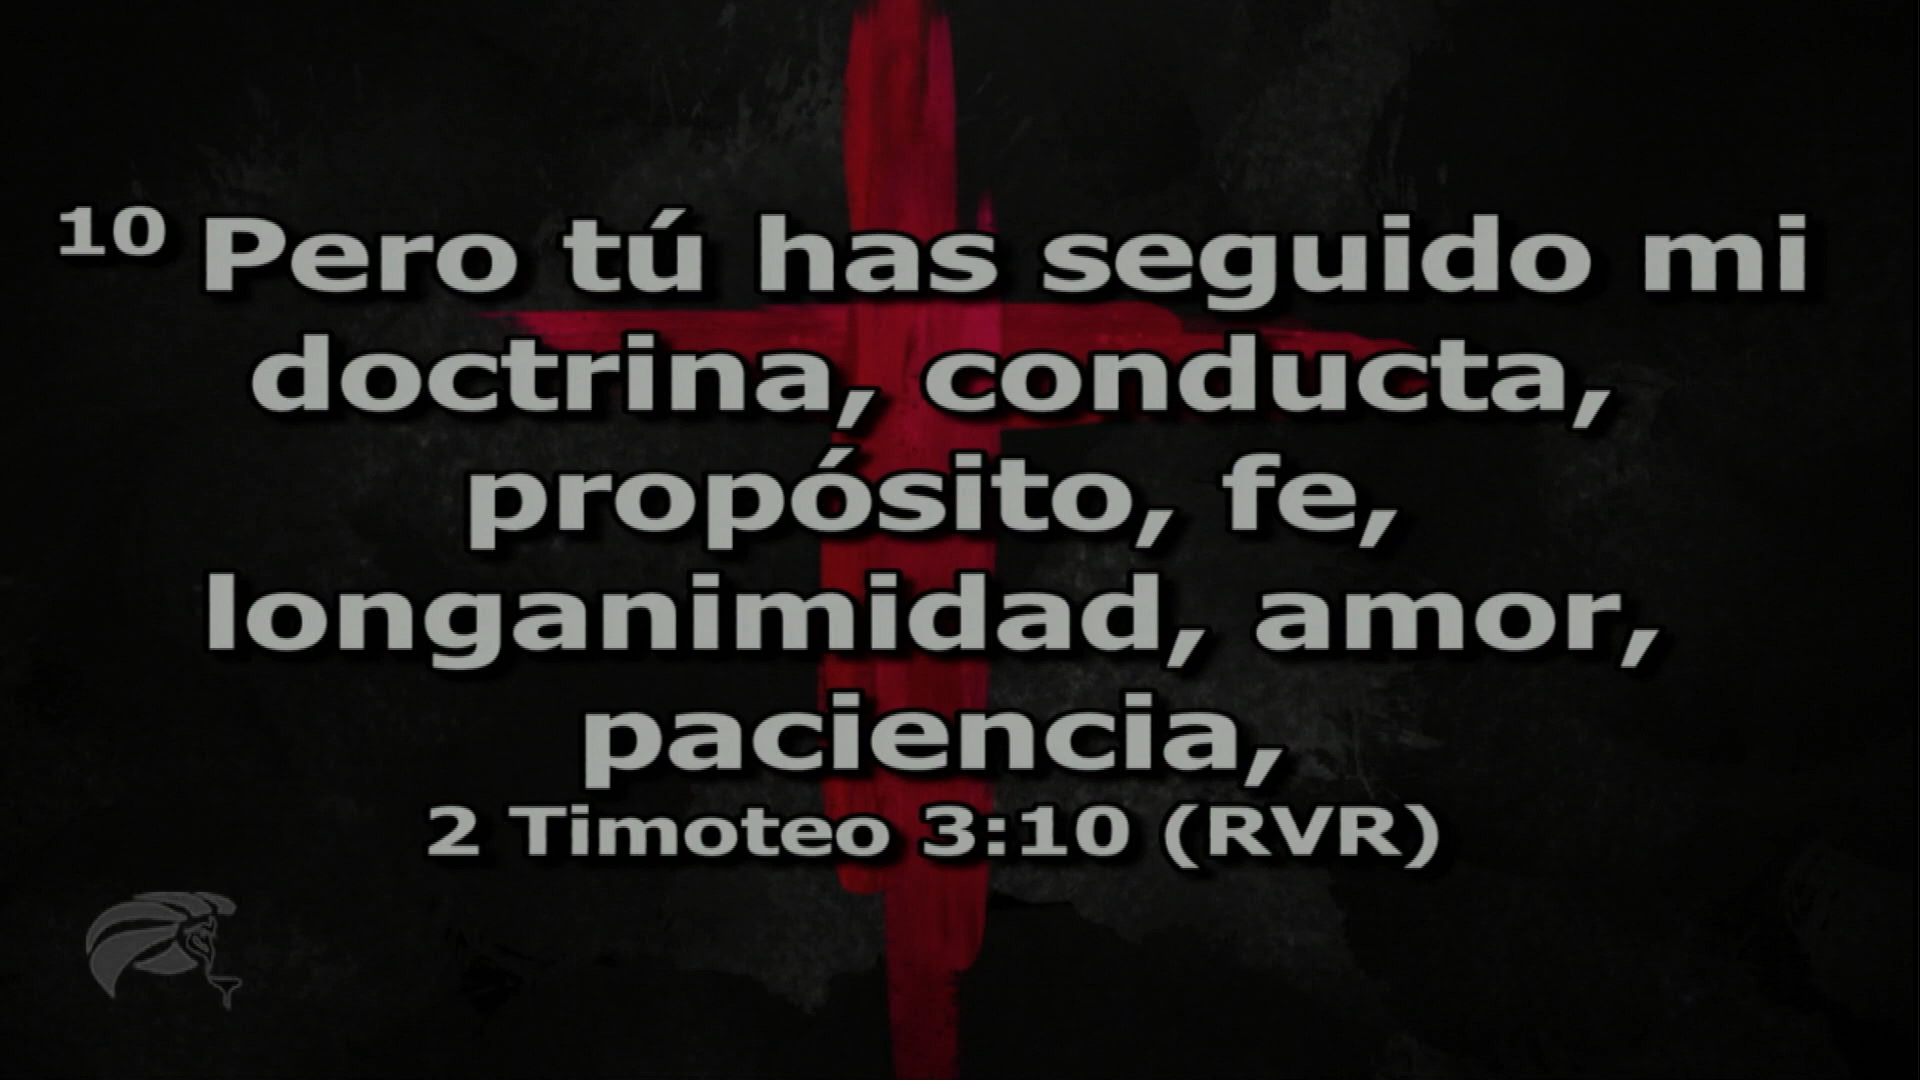 10 Pero tú has seguido mi
doctrina, conducta,
propósito, fe,
longanimidad, amor,
paciencia,
2 Timoteo 3:10 (RVR)